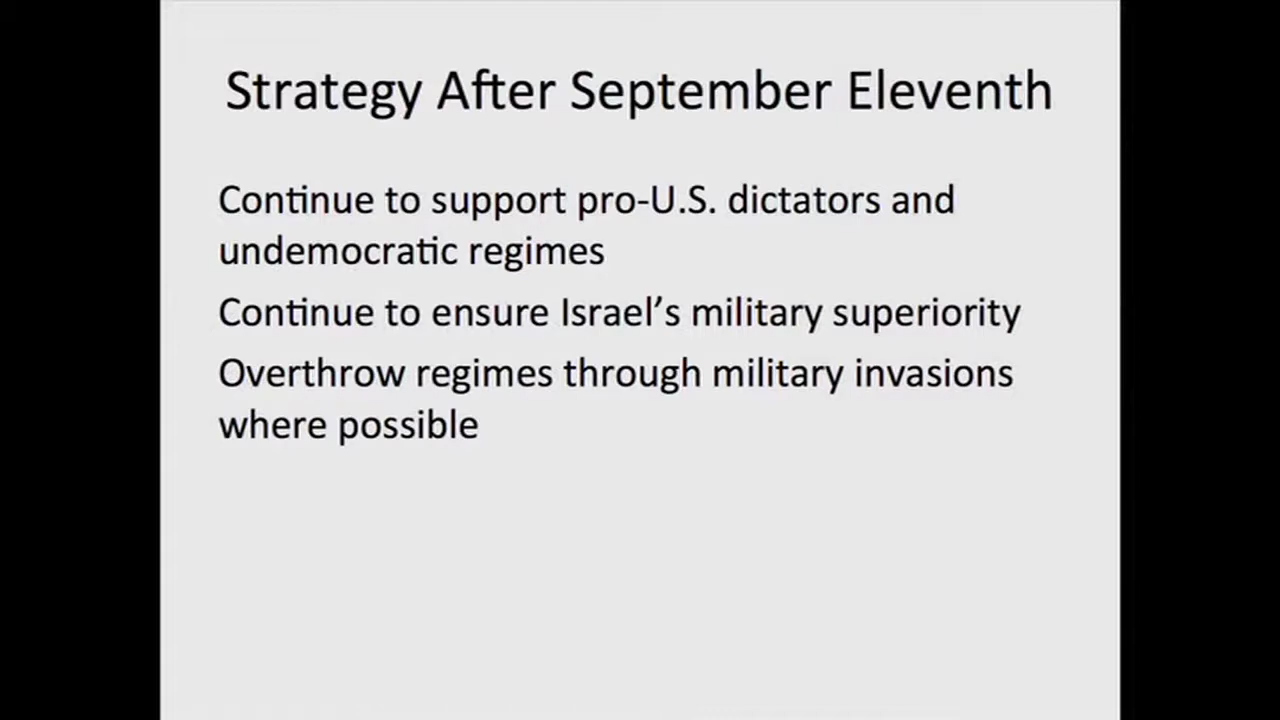 Strategy After September Eleventh
Continue to support pro-U.S. dictators and
undemocratic regimes
Continue to ensure Israel’s military superiority
Overthrow regimes through military invasions
where possible